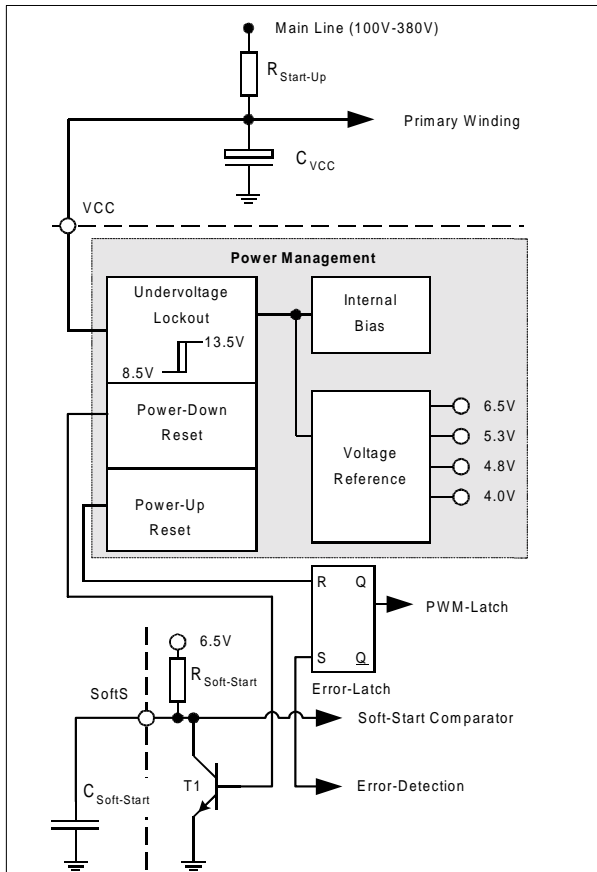 Main Line (100V-380V)
R Start-Up
Primary Winding
C VCC
VCC
Power Management
Undervoltage
Lockout
13.5V
8.5V
Internal
Bias
Power-Down
Reset
Voltage
Reference
6.5V
5.3V
4.8V
4.0V
Power-Up
Reset
R Q
S Q
PWM-Latch
Error-Latch
6.5V
R Soft-Start
SoftS
Soft-Start Comparator
T1
Error-Detection
C Soft-Start